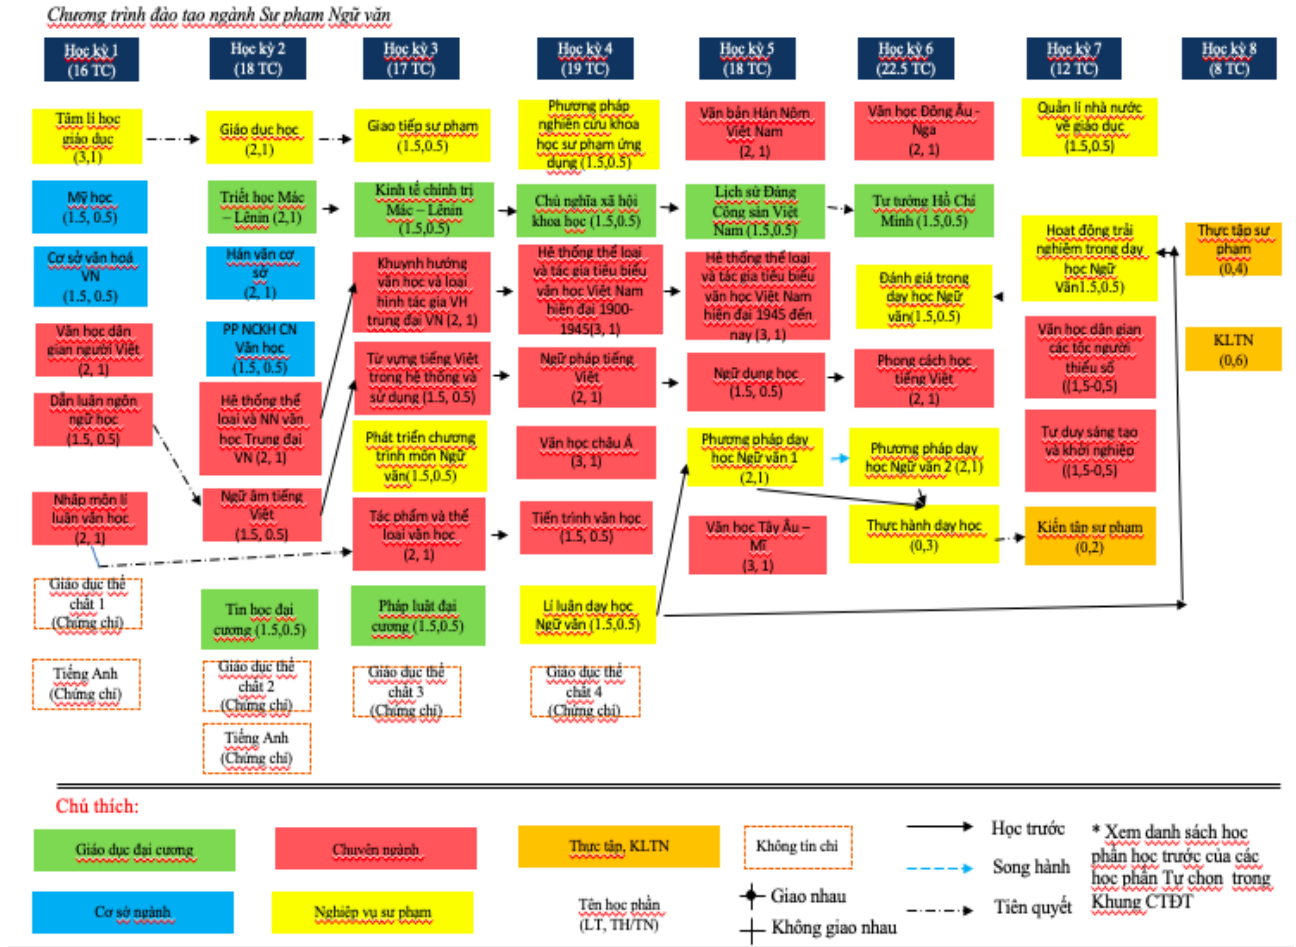 Chương trình đào tạo ngành Sư phạm Ngữ văn
Học kỳ 1
(16 TC)
Học kỳ 2
(18 TC)
Học kỳ 3
(17 TC)
Học kỳ 4
(19 TC)
Học kỳ 5
(18 TC)
Học kỳ 6
(22.5 TC)
Học kỳ 7
(12 TC)
Học kỳ 8
(8 TC)
Tâm lí học
giáo dục
(3,1)
Giáo dục học
(2,1)
Giao tiếp sư phạm
(1.5,0.5)
Phương pháp
nghiên cứu khoa
học sư phạm ứng
dụng (1.5,0.5)
Văn bản Hán Nôm
Việt Nam
(2, 1)
Văn học Đông Âu -
Nga
(2, 1)
Quản lí nhà nước
về giáo dục
(1.5,0.5)
Mỹ học
(1.5, 0.5)
Triết học Mác
– Lênin (2,1)
Kinh tế chính trị
Mác – Lênin
(1.5,0.5)
Chủ nghĩa xã hội
khoa học (1.5,0.5)
Lịch sử Đảng
Công sản Việt
Nam (1.5,0.5)
Tư tưởng Hồ Chí
Minh (1.5,0.5)
Hoạt động trải
nghiệm trong dạy
học Ngữ
Văn1.5,0.5)
Thực tập sư
phạm
(0,4)
Cơ sở văn hoá
VN
(1.5, 0.5)
Hán văn cơ
sở
(2, 1)
Khuynh hướng
văn học và loại
hình tác gia VH
trung đại VN (2, 1)
Hệ thống thể loại
và tác gia tiêu biểu
văn học Việt Nam
hiện đại 1900-
1945(3, 1)
Hệ thống thể loại
và tác gia tiêu biểu
văn học Việt Nam
hiện đại 1945 đến
nay (3, 1)
Đánh giá trong
dạy học Ngữ
văn(1.5,0.5)
Văn học dân
gian người Việt
(2, 1)
PP NCKH CN
Văn học
(1.5, 0.5)
Từ vựng tiếng Việt
trong hệ thống và
sử dụng (1.5, 0.5)
Ngữ pháp tiếng
Việt
(2, 1)
Ngữ dụng học
(1.5, 0.5)
Phong cách học
tiếng Việt
(2, 1)
Văn học dân gian
các tộc người
thiểu số
((1,5-0,5)
KLTN
(0,6)
Dẫn luận ngôn
ngữ học
(1.5, 0.5)
Hệ thống thể
loại và NN văn
học Trung đại
VN (2, 1)
Phát triển chương
trình môn Ngữ
văn(1.5,0.5)
Văn học châu Á
(3, 1)
Phương pháp dạy
học Ngữ văn 1
(2,1)
Phương pháp dạy
học Ngữ văn 2 (2,1)
Tư duy sáng tạo
và khởi nghiệp
((1,5-0,5)
Nhập môn lí
luận văn học
(2, 1)
Ngữ âm tiếng
Việt
(1.5, 0.5)
Tác phẩm và thể
loại văn học
(2, 1)
Tiến trình văn học
(1.5, 0.5)
Văn học Tây Âu –
Mĩ
(3, 1)
Thực hành dạy học
(0,3)
Kiến tập sư phạm
(0,2)
Giáo dục thể
chất 1
(Chứng chỉ)
Tin học đại
cương (1.5,0.5)
Pháp luật đại
cương (1.5,0.5)
Lí luận dạy học
Ngữ văn (1.5,0.5)
Tiếng Anh
(Chứng chỉ)
Giáo dục thể
chất 2
(Chứng chỉ)
Giáo dục thể
chất 3
(Chứng chỉ)
Giáo dục thể
chất 4
(Chứng chỉ)
Tiếng Anh
(Chứng chỉ)
Chú thích:
Giáo dục đại cương
Chuyên ngành
Thực tập, KLTN
Không tín chỉ
Học trước
Song hành
Tiên quyết
* Xem danh sách học
phần học trước của các
học phần Tự chọn trong
Khung CTĐT
Cơ sở ngành
Nghiệp vụ sư phạm
Tên học phần
(LT, TH/TN)
Giao nhau
Không giao nhau